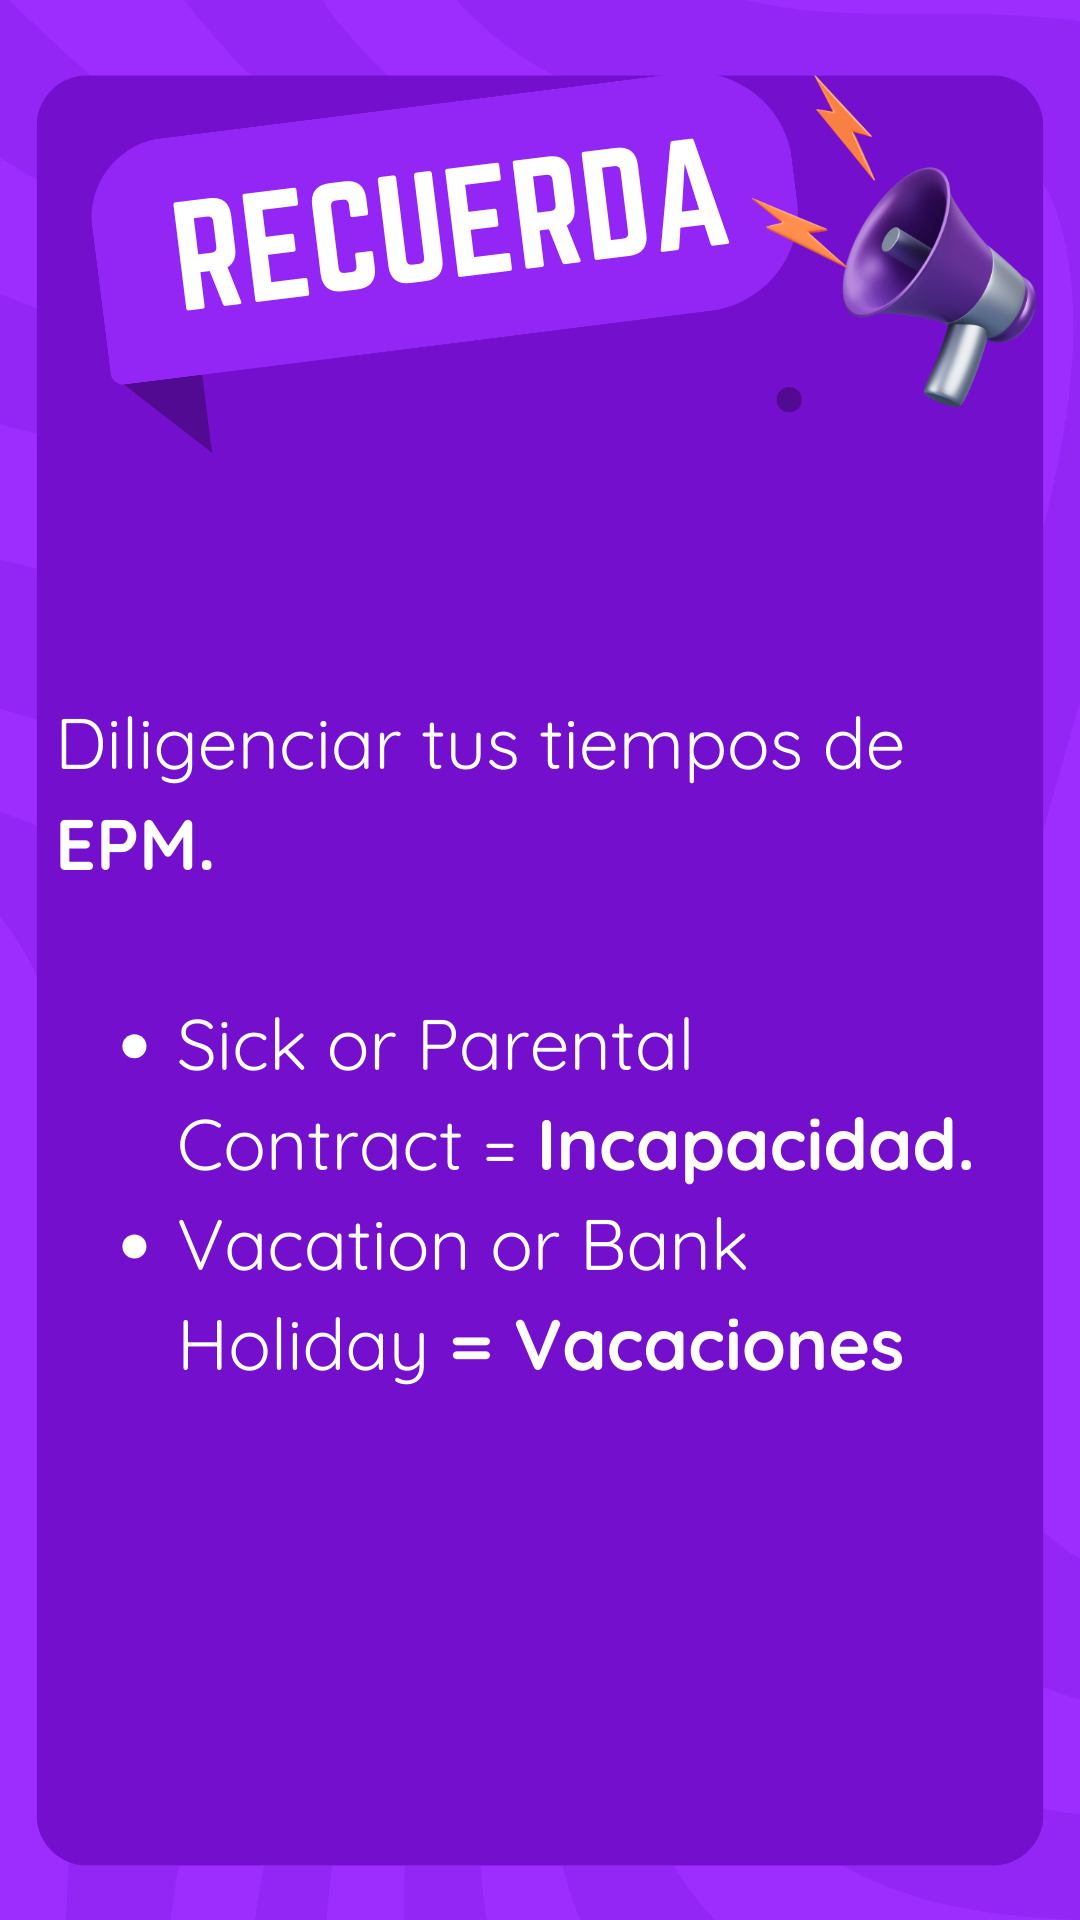 RECUERDA
Diligenciar tus tiempos de
EPM.
• Sick or Parental
Contract = Incapacidad.
• Vacation or Bank
Holiday = Vacaciones